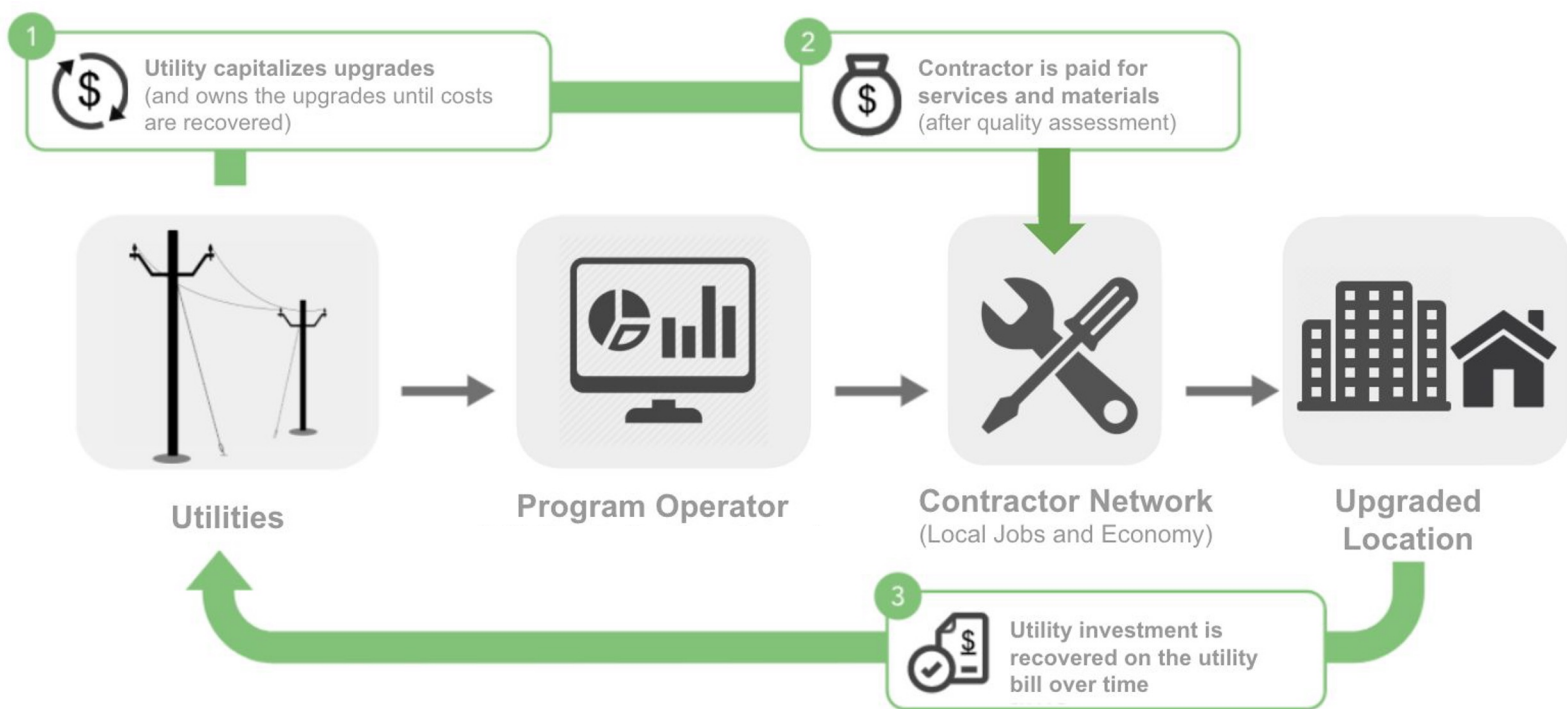 1
Utility capitalizes upgrades
(and owns the upgrades until costs
are recovered)
$
2
Contractor is paid for
services and materials
(after quality assessment)
$
Utilities
Program Operator
Contractor Network
(Local Jobs and Economy)
Upgraded
Location
3
Utility investment is
recovered on the utility
bill over time
$